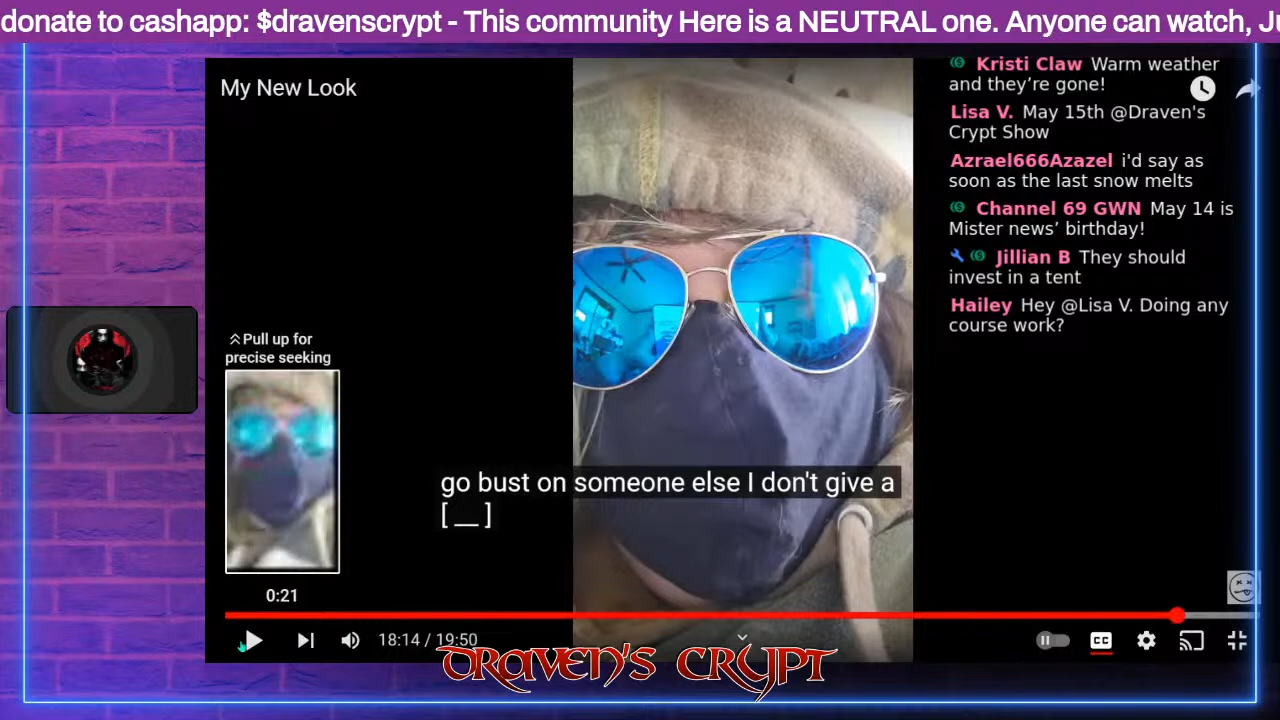 donate to cashapp: $dravenscrypt - This community Here is a NEUTRAL one. Anyone can watch, Ju
My New Look
Kristi Claw Warm weather
and they’re gone!
Lisa V. May 15th @Draven's
Crypt Show
Azrael666Azazel i'd say as
soon as the last snow melts
Channel 69 GWN May 14 is
Mister news’ birthday!
Jillian B They should
invest in a tent
Hailey Hey @Lisa V. Doing any
course work?
Pull up for
precise seeking
go bust on someone else I don't give a
[ __ ]
0:21
18:14 / 19:50
CC
DRAVEN'S CRYPT